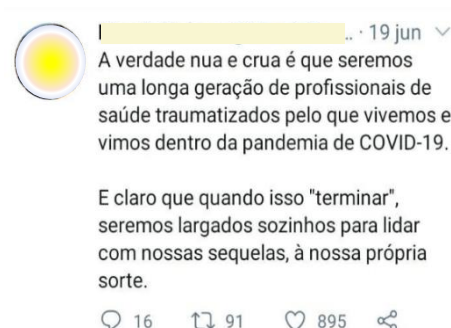 .. · 19 jun
A verdade nua e crua é que seremos
uma longa geração de profissionais de
saúde traumatizados pelo que vivemos e
vimos dentro da pandemia de COVID-19.
E claro que quando isso "terminar",
seremos largados sozinhos para lidar
com nossas sequelas, à nossa própria
sorte.
16 91 895